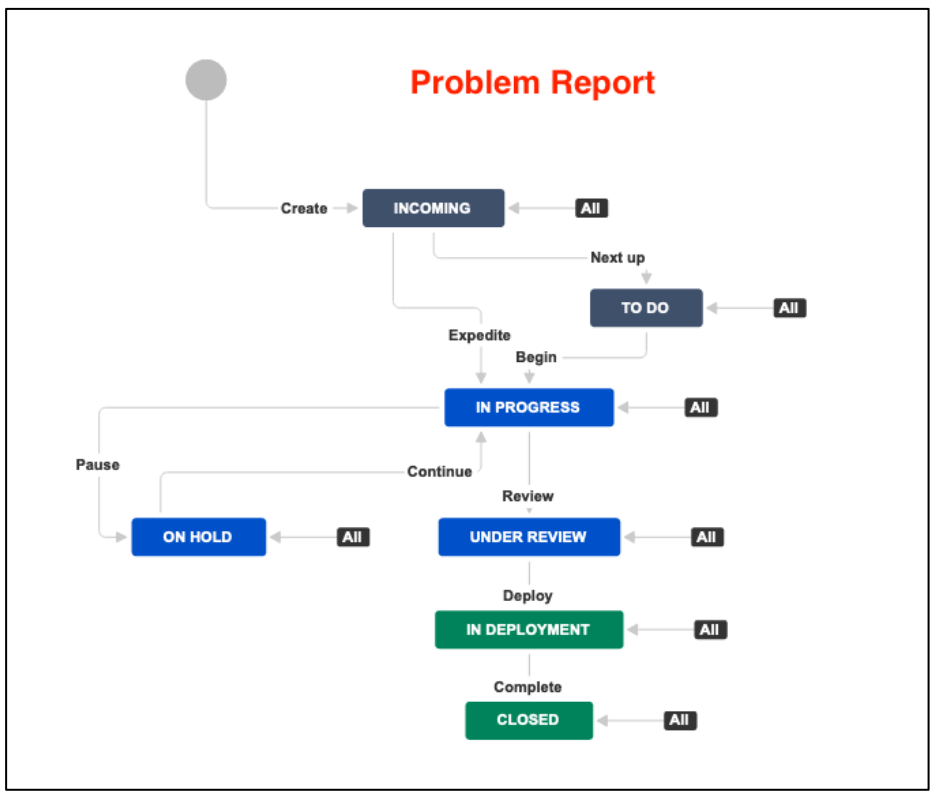 Problem Report
Create
INCOMING
All
Next up
TO DO
All
Expedite
Begin
IN PROGRESS
All
Pause
Continue
Review
ON HOLD
All
UNDER REVIEW
All
Deploy
IN DEPLOYMENT
All
Complete
CLOSED
All